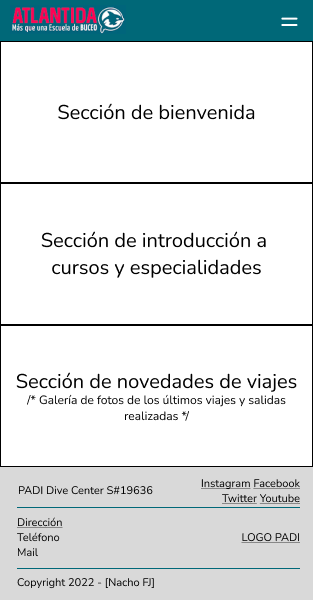 ATLANTIDA
Más que una Escuela de BUCEO
Sección de bienvenida
Sección de introducción a
cursos y especialidades
Sección de novedades de viajes
/* Galería de fotos de los últimos viajes y salidas
realizadas */
PADI Dive Center S#19636
Instagram Facebook
Twitter Youtube
Dirección
Teléfono
Mail
LOGO PADI
Copyright 2022 - [Nacho FJ]